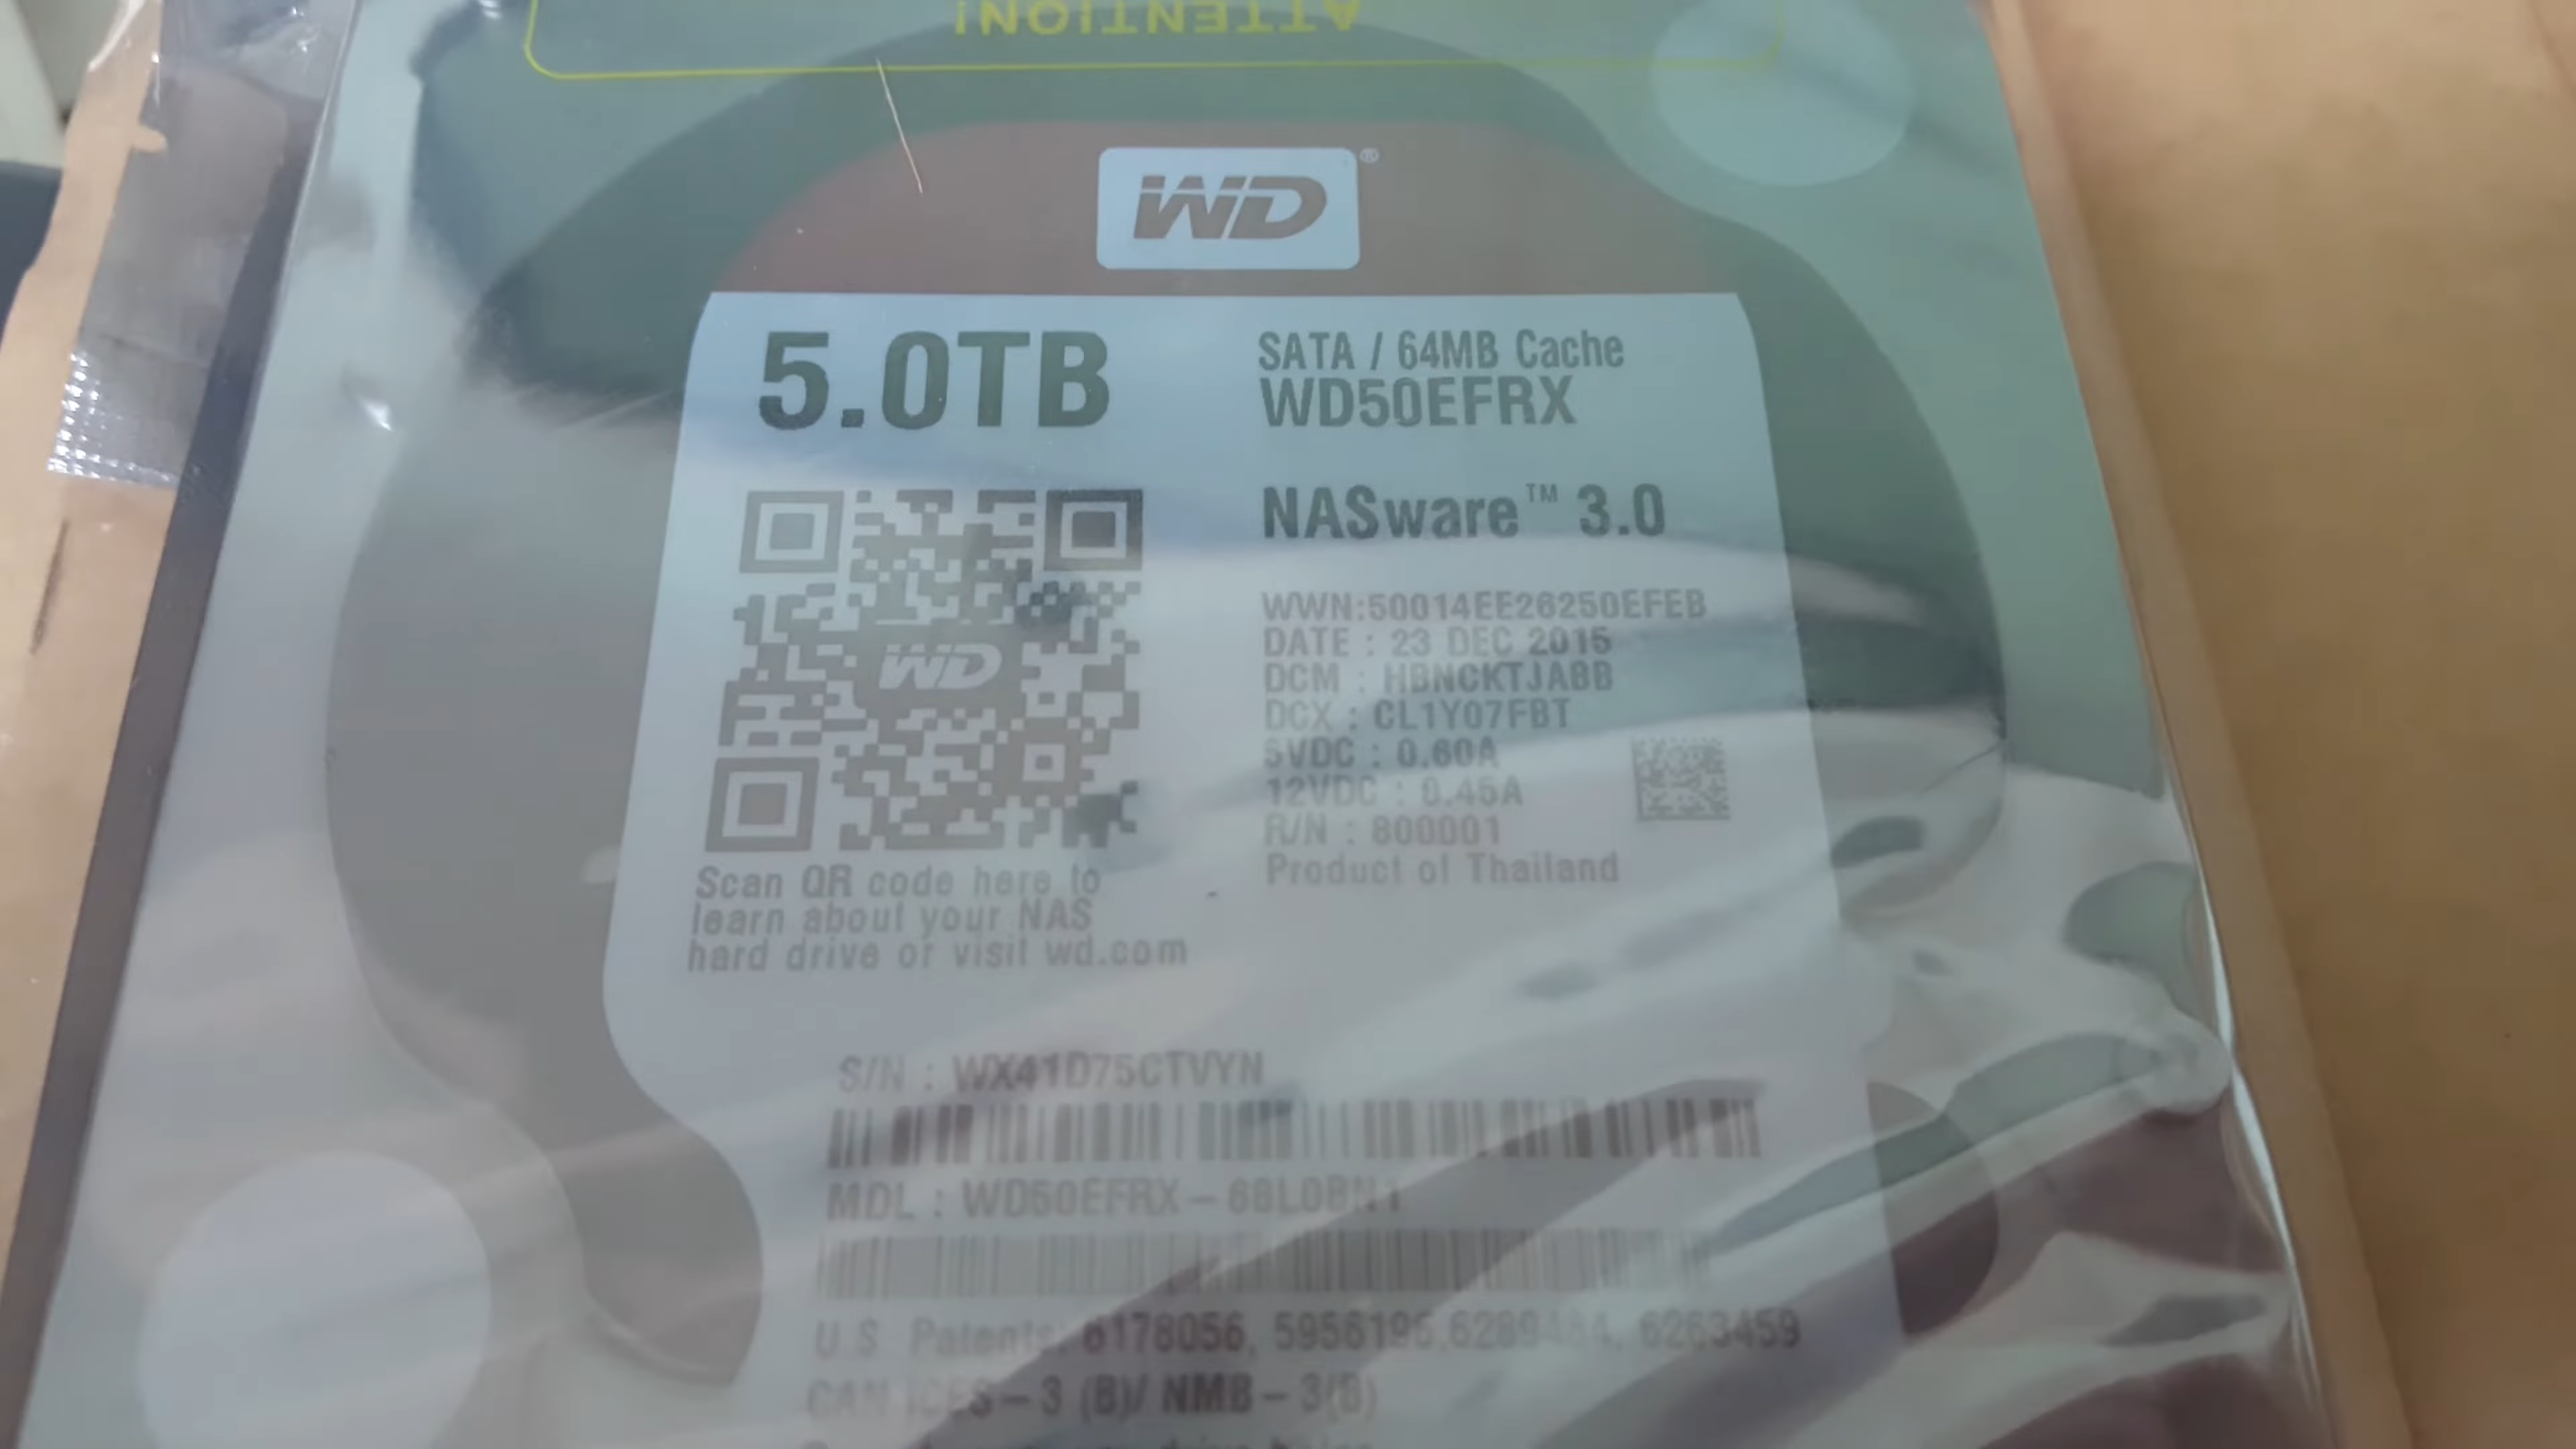 ATTENTION!
WD®
5.0TB
SATA / 64MB Cache
WD50EFRX
NASware™ 3.0
WWN:50014EE26250EFEB
DATE : 23 DEC 2015
DCM : HBNCKTJABB
DCX : CL1Y07FBT
5VDC : 0.60A
12VDC : 0.45A
R/N : 800001
Product of Thailand
WD
Scan QR code here to
learn about your NAS
hard drive or visit wd.com
S/N : WX41D75CTVYN
MDL : WD50EFRX – 68L0BN1
U S Patents: 6178056, 5956196,6289484, 6263459
CAN ICES – 3 (B)/ NMB – 3(B)